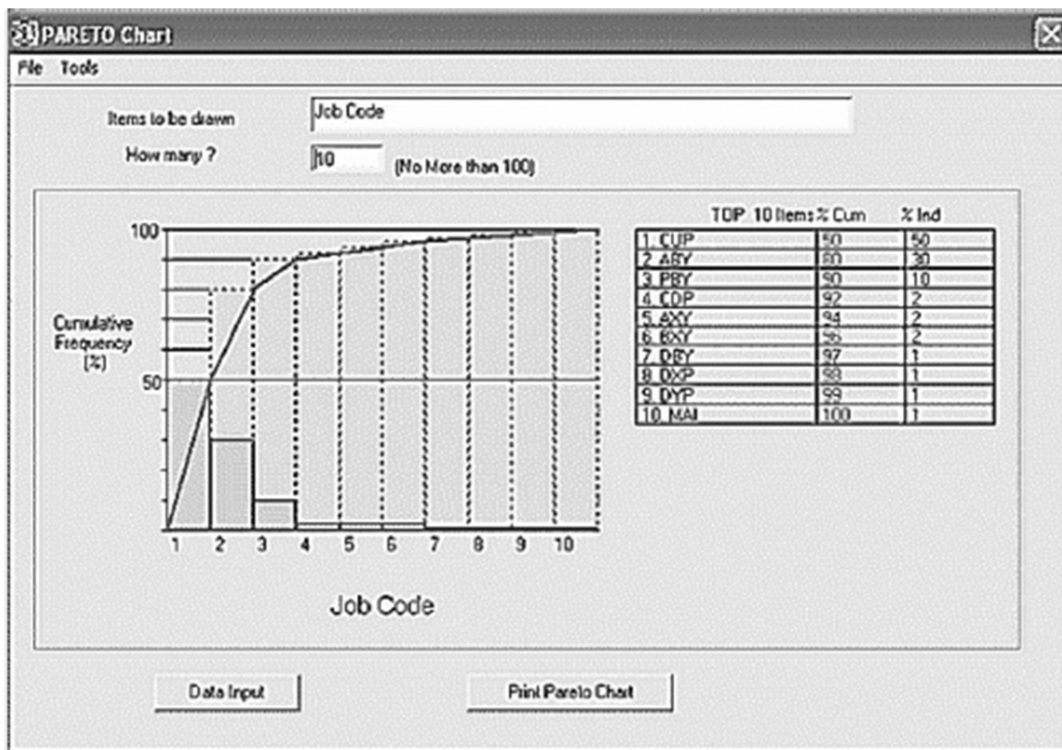 PARETO Chart
File Tools
Items to be drawn Job Code
How many ? 10 (No More than 100)
100
50
Cumulative
Frequency
(%)
1 2 3 4 5 6 7 8 9 10
Job Code
TOP 10 Items % Cum % Ind
1. CUP 50 50
2. ABY 80 30
3. PBY 90 10
4. CDP 92 2
5. AXY 94 2
6. BXY 96 2
7. DBY 97 1
8. DXP 98 1
9. DYP 99 1
10. MAI 100 1
Data Input Print Pareto Chart